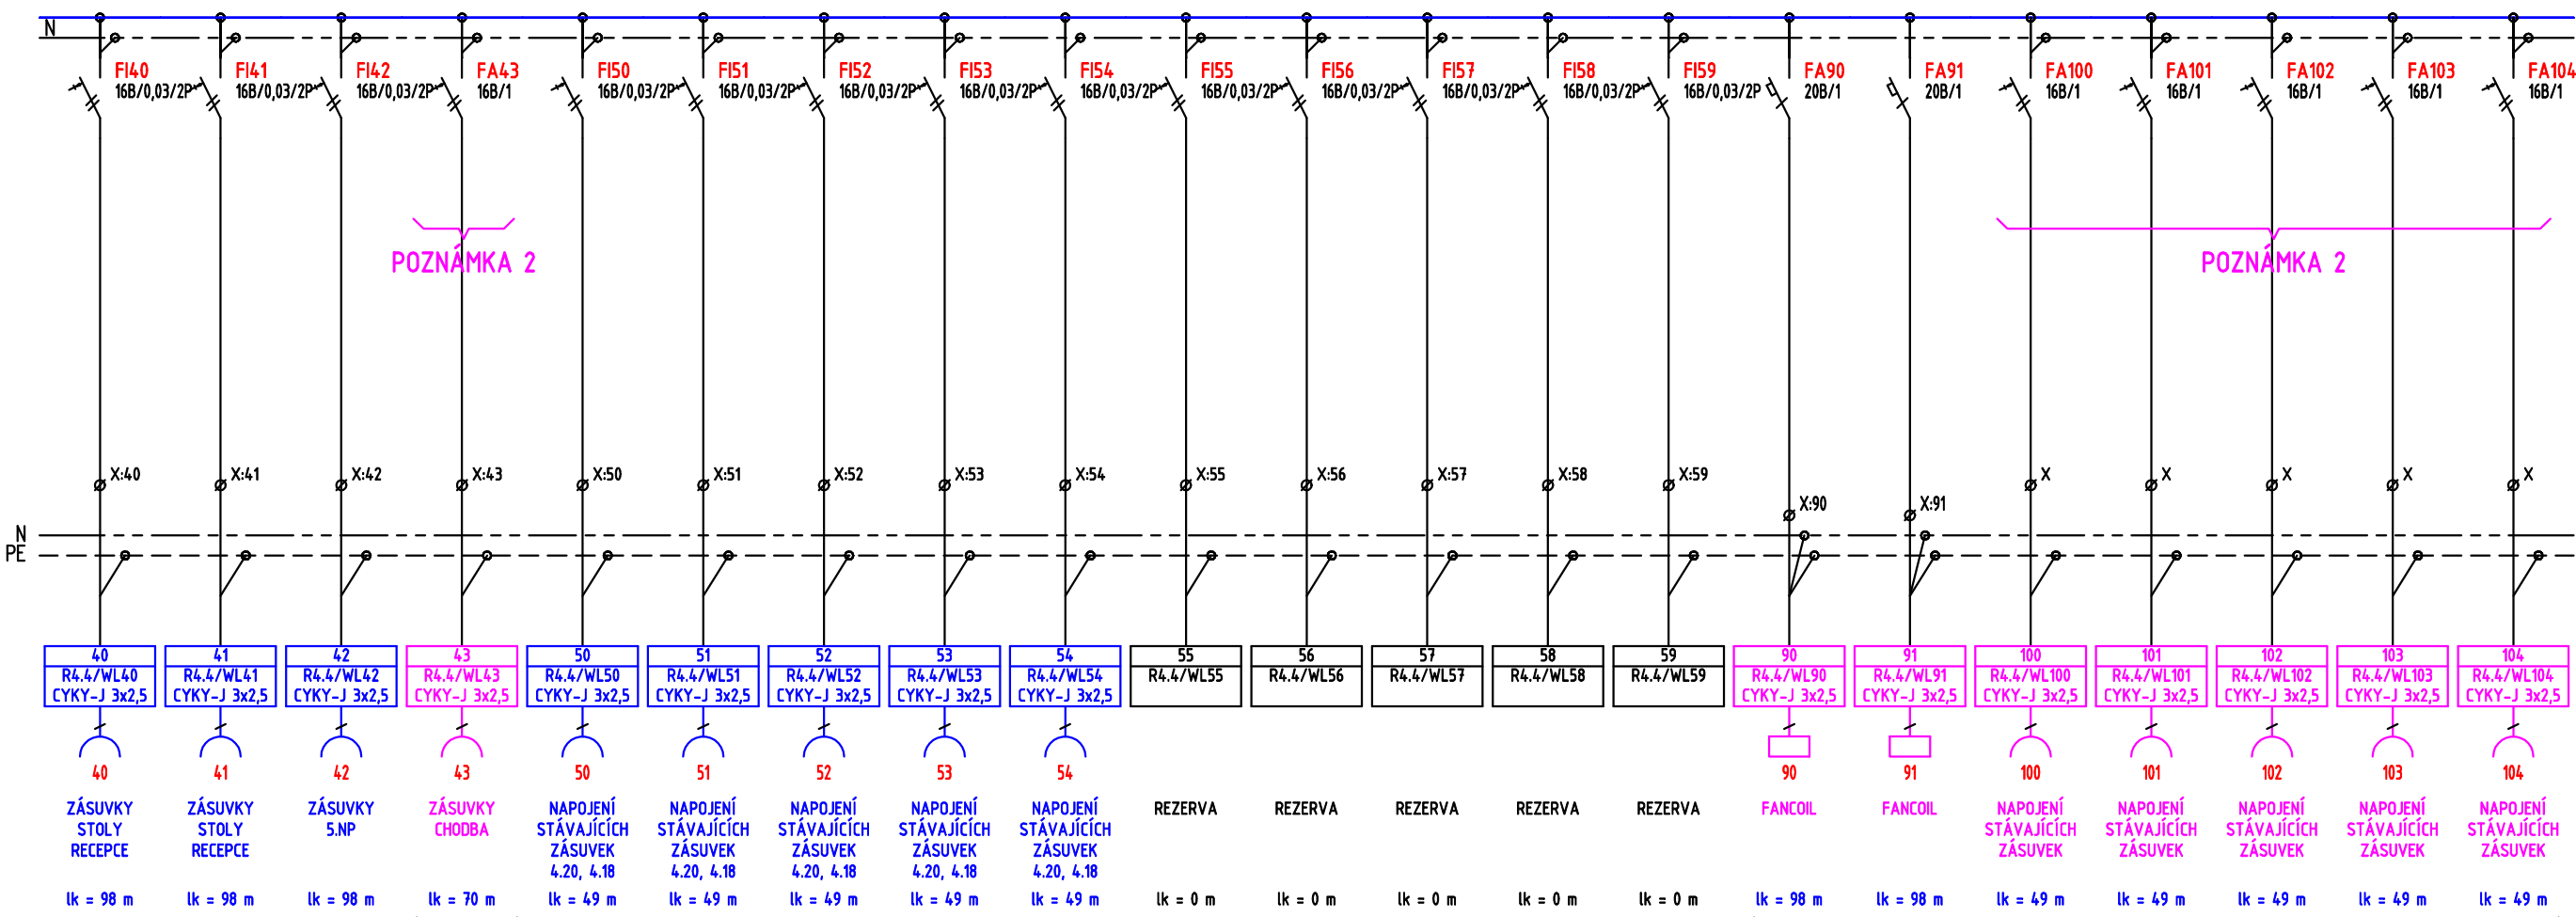 N
FI40 FI41 FI42 FA43 FI50 FI51 FI52 FI53 FI54 FI55 FI56 FI57 FI58 FI59 FA90 FA91 FA100 FA101 FA102 FA103 FA104
16B/0,03/2P 16B/0,03/2P 16B/0,03/2P 16B/1 16B/0,03/2P 16B/0,03/2P 16B/0,03/2P 16B/0,03/2P 16B/0,03/2P 16B/0,03/2P 16B/0,03/2P 16B/0,03/2P 16B/0,03/2P 16B/0,03/2P 20B/1 20B/1 16B/1 16B/1 16B/1 16B/1 16B/1
POZNÁMKA 2 POZNÁMKA 2
X:40 X:41 X:42 X:43 X:50 X:51 X:52 X:53 X:54 X:55 X:56 X:57 X:58 X:59 X X X X X
X:90 X:91
N
PE
40 41 42 43 50 51 52 53 54 55 56 57 58 59 90 91 100 101 102 103 104
R4.4/WL40 R4.4/WL41 R4.4/WL42 R4.4/WL43 R4.4/WL50 R4.4/WL51 R4.4/WL52 R4.4/WL53 R4.4/WL54 R4.4/WL55 R4.4/WL56 R4.4/WL57 R4.4/WL58 R4.4/WL59 R4.4/WL90 R4.4/WL91 R4.4/WL100 R4.4/WL101 R4.4/WL102 R4.4/WL103 R4.4/WL104
CYKY-J 3x2,5 CYKY-J 3x2,5 CYKY-J 3x2,5 CYKY-J 3x2,5 CYKY-J 3x2,5 CYKY-J 3x2,5 CYKY-J 3x2,5 CYKY-J 3x2,5 CYKY-J 3x2,5 CYKY-J 3x2,5 CYKY-J 3x2,5 CYKY-J 3x2,5 CYKY-J 3x2,5 CYKY-J 3x2,5 CYKY-J 3x2,5 CYKY-J 3x2,5
40 41 42 43 50 51 52 53 54 90 91 100 101 102 103 104
ZÁSUVKY ZÁSUVKY ZÁSUVKY ZÁSUVKY NAPOJENÍ NAPOJENÍ NAPOJENÍ NAPOJENÍ NAPOJENÍ REZERVA REZERVA REZERVA REZERVA REZERVA FANCOIL FANCOIL NAPOJENÍ NAPOJENÍ NAPOJENÍ NAPOJENÍ NAPOJENÍ
STOLY STOLY 5.NP CHODBA STÁVAJÍCÍCH STÁVAJÍCÍCH STÁVAJÍCÍCH STÁVAJÍCÍCH STÁVAJÍCÍCH STÁVAJÍCÍCH STÁVAJÍCÍCH STÁVAJÍCÍCH STÁVAJÍCÍCH STÁVAJÍCÍCH
RECEPCE RECEPCE ZÁSUVEK ZÁSUVEK ZÁSUVEK ZÁSUVEK ZÁSUVEK ZÁSUVEK ZÁSUVEK ZÁSUVEK ZÁSUVEK ZÁSUVEK
4.20, 4.18 4.20, 4.18 4.20, 4.18 4.20, 4.18 4.20, 4.18
lk = 98 m lk = 98 m lk = 98 m lk = 70 m lk = 49 m lk = 49 m lk = 49 m lk = 49 m lk = 49 m lk = 0 m lk = 0 m lk = 0 m lk = 0 m lk = 0 m lk = 98 m lk = 98 m lk = 49 m lk = 49 m lk = 49 m lk = 49 m lk = 49 m